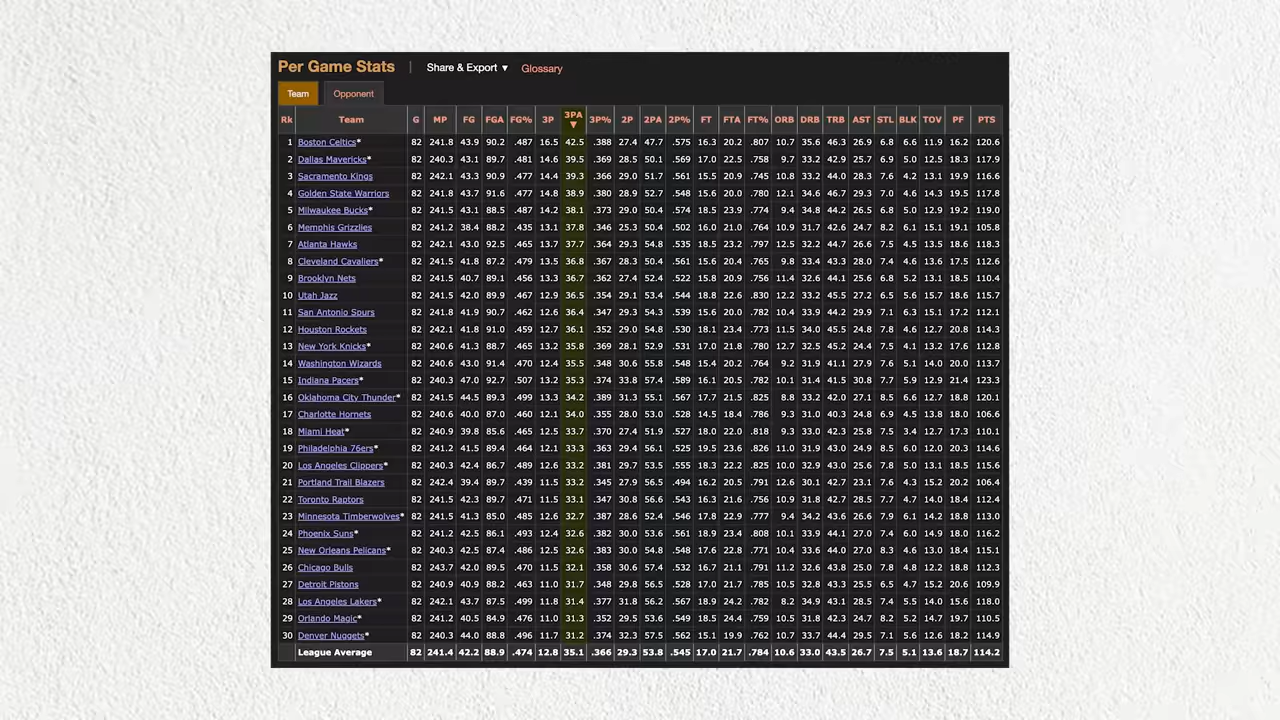 Per Game Stats | Share & Export ▼ Glossary
Team Opponent
Rk Team G MP FG FGA FG% 3P 3PA ▼ 3P% 2P 2PA 2P% FT FTA FT% ORB DRB TRB AST STL BLK TOV PF PTS
1 Boston Celtics* 82 241.8 43.9 90.2 .487 16.5 42.5 .388 27.4 47.7 .575 16.3 20.2 .807 10.7 35.6 46.3 26.9 6.8 6.6 11.9 16.2 120.6
2 Dallas Mavericks* 82 240.3 43.1 89.7 .481 14.6 39.5 .369 28.5 50.1 .569 17.0 22.5 .758 9.7 33.2 42.9 25.7 6.9 5.0 12.5 18.3 117.9
3 Sacramento Kings 82 242.1 43.3 90.9 .477 14.4 39.3 .366 29.0 51.7 .561 15.5 20.9 .745 10.8 33.2 44.0 28.3 7.6 4.2 13.1 19.9 116.6
4 Golden State Warriors 82 241.8 43.7 91.6 .477 14.8 38.9 .380 28.9 52.7 .548 15.6 20.0 .780 12.1 34.6 46.7 29.3 7.0 4.6 14.3 19.5 117.8
5 Milwaukee Bucks* 82 241.5 43.1 88.5 .487 14.2 38.1 .373 29.0 50.4 .574 18.5 23.9 .774 9.4 34.8 44.2 26.5 6.8 5.0 12.9 19.2 119.0
6 Memphis Grizzlies 82 241.2 38.4 88.2 .435 13.1 37.8 .346 25.3 50.4 .502 16.0 21.0 .764 10.9 31.7 42.6 24.7 8.2 6.1 15.1 19.1 105.8
7 Atlanta Hawks 82 242.1 43.0 92.5 .465 13.7 37.7 .364 29.3 54.8 .535 18.5 23.2 .797 12.5 32.2 44.7 26.6 7.5 4.5 13.5 18.6 118.3
8 Cleveland Cavaliers* 82 241.5 41.8 87.2 .479 13.5 36.8 .367 28.3 50.4 .561 15.6 20.4 .765 9.8 33.4 43.3 28.0 7.4 4.6 13.6 17.5 112.6
9 Brooklyn Nets 82 241.5 40.7 89.1 .456 13.3 36.7 .362 27.4 52.4 .522 15.8 20.9 .756 11.4 32.6 44.1 25.6 6.8 5.2 13.1 18.5 110.4
10 Utah Jazz 82 241.5 42.0 89.9 .467 12.9 36.5 .354 29.1 53.4 .544 18.8 22.6 .830 12.2 33.2 45.5 27.2 6.5 5.6 15.7 18.6 115.7
11 San Antonio Spurs 82 241.8 41.9 90.7 .462 12.6 36.4 .347 29.3 54.3 .539 15.6 20.0 .782 10.4 33.9 44.2 29.9 7.1 6.3 15.1 17.2 112.1
12 Houston Rockets 82 242.1 41.8 91.0 .459 12.7 36.1 .352 29.0 54.8 .530 18.1 23.4 .773 11.5 34.0 45.5 24.8 7.8 4.6 12.7 20.8 114.3
13 New York Knicks* 82 240.6 41.3 88.7 .465 13.2 35.8 .369 28.1 52.9 .531 17.0 21.8 .780 12.7 32.5 45.2 24.4 7.5 4.1 13.2 17.6 112.8
14 Washington Wizards 82 240.6 43.0 91.4 .470 12.4 35.5 .348 30.6 55.8 .548 15.4 20.2 .764 9.2 31.9 41.1 27.9 7.6 5.1 14.0 20.0 113.7
15 Indiana Pacers* 82 240.3 47.0 92.7 .507 13.2 35.3 .374 33.8 57.4 .589 16.1 20.5 .782 10.1 31.4 41.5 30.8 7.7 5.9 12.9 21.4 123.3
16 Oklahoma City Thunder* 82 241.5 44.5 89.3 .499 13.3 34.2 .389 31.3 55.1 .567 17.7 21.5 .825 8.8 33.2 42.0 27.1 8.5 6.6 12.7 18.8 120.1
17 Charlotte Hornets 82 240.6 40.0 87.0 .460 12.1 34.0 .355 28.0 53.0 .528 14.5 18.4 .786 9.3 31.0 40.3 24.8 6.9 4.5 13.8 18.0 106.6
18 Miami Heat* 82 240.9 39.8 85.6 .465 12.5 33.7 .370 27.4 51.9 .527 18.0 22.0 .818 9.3 33.0 42.3 25.8 7.5 3.4 12.7 17.3 110.1
19 Philadelphia 76ers* 82 241.2 41.5 89.4 .464 12.1 33.3 .363 29.4 56.1 .525 19.5 23.6 .826 11.0 31.9 43.0 24.9 8.5 6.0 12.0 20.3 114.6
20 Los Angeles Clippers* 82 240.3 42.4 86.7 .489 12.6 33.2 .381 29.7 53.5 .555 18.3 22.2 .825 10.0 32.9 43.0 25.6 7.8 5.0 13.1 18.5 115.6
21 Portland Trail Blazers 82 242.4 39.4 89.7 .439 11.5 33.2 .345 27.9 56.5 .494 16.2 20.5 .791 12.6 30.1 42.7 23.1 7.6 4.3 15.2 20.2 106.4
22 Toronto Raptors 82 241.5 42.3 89.7 .471 11.5 33.1 .347 30.8 56.6 .543 16.3 21.6 .756 10.9 31.8 42.7 28.5 7.7 4.7 14.0 18.4 112.4
23 Minnesota Timberwolves* 82 241.5 41.3 85.0 .485 12.6 32.7 .387 28.6 52.4 .546 17.8 22.9 .777 9.4 34.2 43.6 26.6 7.9 6.1 14.2 18.8 113.0
24 Phoenix Suns* 82 241.2 42.5 86.1 .493 12.4 32.6 .382 30.0 53.6 .561 18.9 23.4 .808 10.1 33.9 44.1 27.0 7.4 6.0 14.9 18.0 116.2
25 New Orleans Pelicans* 82 240.3 42.5 87.4 .486 12.5 32.6 .383 30.0 54.8 .548 17.6 22.8 .771 10.4 33.6 44.0 27.0 8.3 4.6 13.0 18.4 115.1
26 Chicago Bulls 82 243.7 42.0 89.5 .470 11.5 32.1 .358 30.6 57.4 .532 16.7 21.1 .791 11.2 32.6 43.8 25.0 7.8 4.8 12.2 18.8 112.3
27 Detroit Pistons 82 240.9 40.9 88.2 .463 11.0 31.7 .348 29.8 56.5 .528 17.0 21.7 .785 10.5 32.8 43.3 25.5 6.5 4.7 15.2 20.6 109.9
28 Los Angeles Lakers* 82 242.1 43.7 87.5 .499 11.8 31.4 .377 31.8 56.2 .567 18.9 24.2 .782 8.2 34.9 43.1 28.5 7.4 5.5 14.0 15.6 118.0
29 Orlando Magic* 82 241.2 40.5 84.9 .476 11.0 31.3 .352 29.5 53.6 .549 18.5 24.4 .759 10.5 31.8 42.3 24.7 8.2 5.2 14.7 19.7 110.5
30 Denver Nuggets* 82 240.3 44.0 88.8 .496 11.7 31.2 .374 32.3 57.5 .562 15.1 19.9 .762 10.7 33.7 44.4 29.5 7.1 5.6 12.6 18.2 114.9
League Average 82 241.4 42.2 88.9 .474 12.8 35.1 .366 29.3 53.8 .545 17.0 21.7 .784 10.6 33.0 43.5 26.7 7.5 5.1 13.6 18.7 114.2